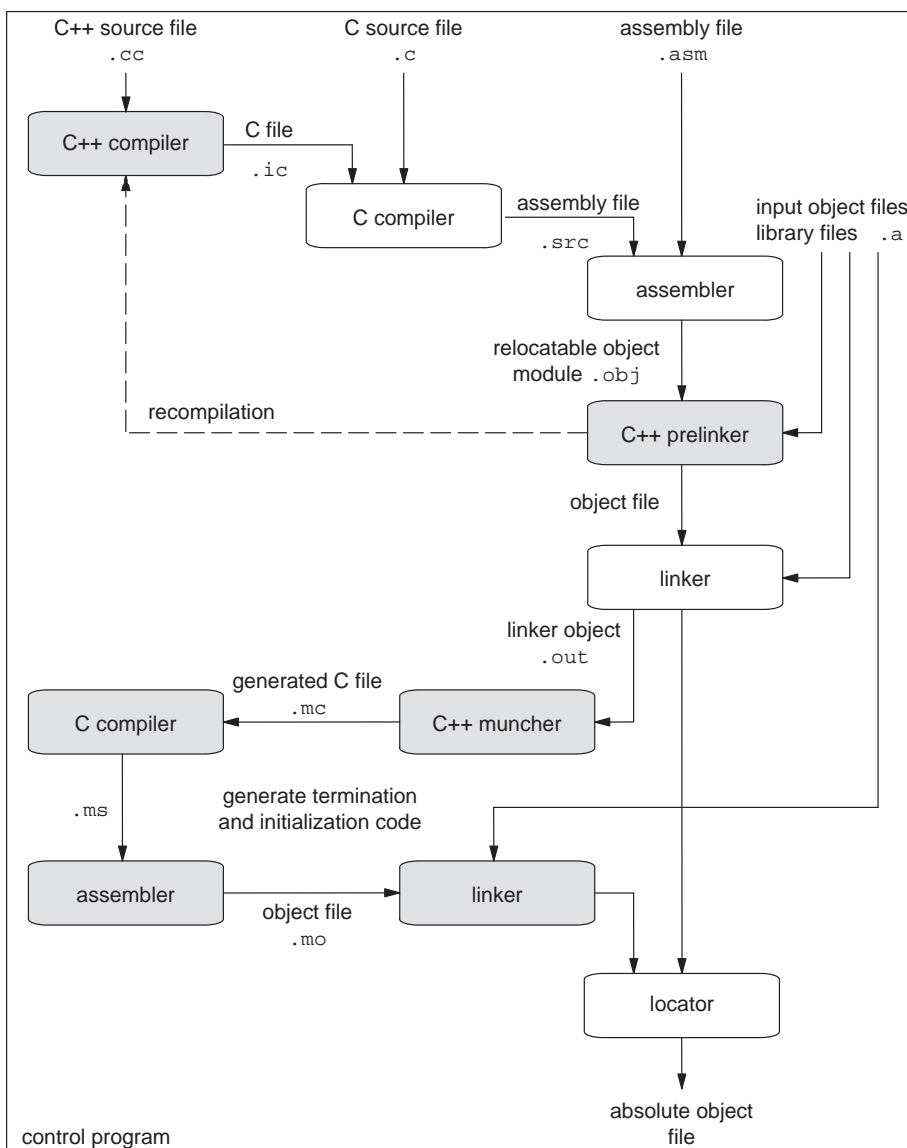 C++ source file
.cc
C source file
.c
assembly file
.asm
C++ compiler
C file
.ic
C compiler
assembly file
.src
input object files
library files .a
assembler
relocatable object
module .obj
recompilation
C++ prelinker
object file
linker
linker object
.out
generated C file
.mc
C compiler
C++ muncher
.ms
generate termination
and initialization code
assembler
object file
.mo
linker
locator
absolute object
file
control program